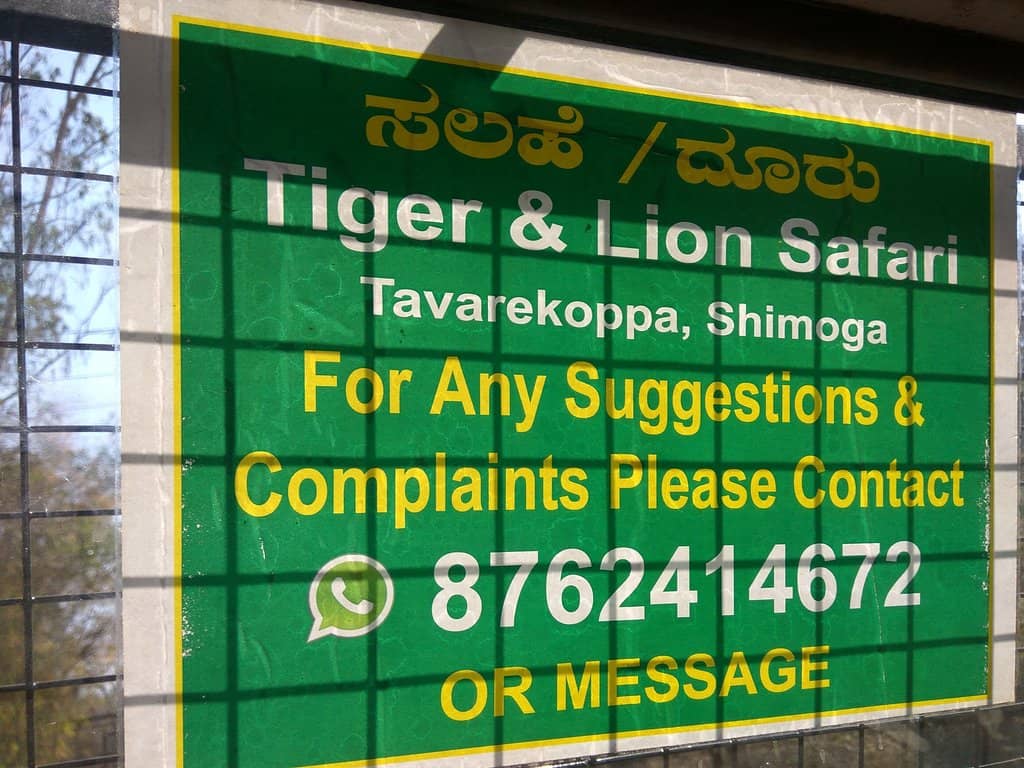 ಸಲಹೆ / ದೂರು
Tiger & Lion Safari
Tavarekoppa, Shimoga
For Any Suggestions &
Complaints Please Contact
8762414672
OR MESSAGE